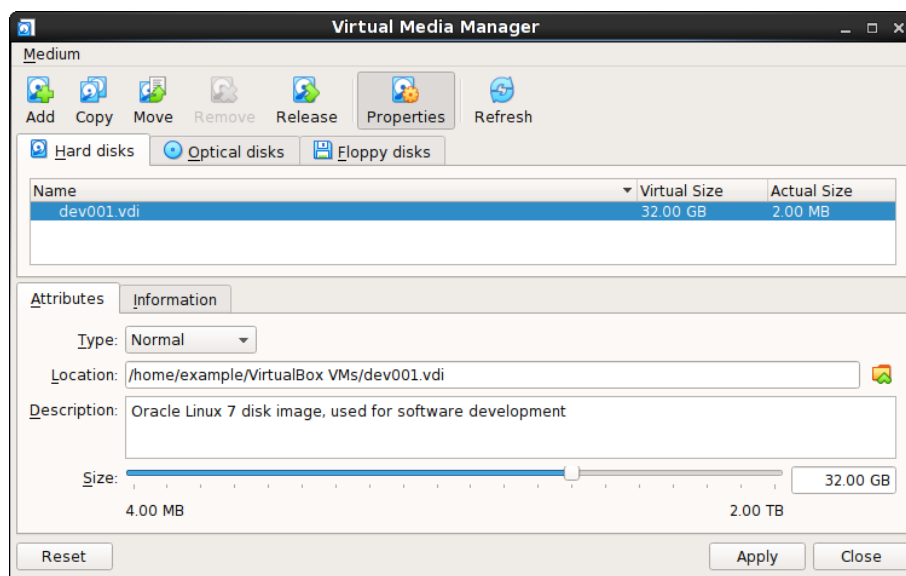 Virtual Media Manager
Medium
Add Copy Move Remove Release Properties Refresh
Hard disks Optical disks Floppy disks
Name Virtual Size Actual Size
dev001.vdi 32.00 GB 2.00 MB
Attributes Information
Type: Normal
Location: /home/example/VirtualBox VMs/dev001.vdi
Description: Oracle Linux 7 disk image, used for software development
Size: 32.00 GB
4.00 MB 2.00 TB
Reset Apply Close